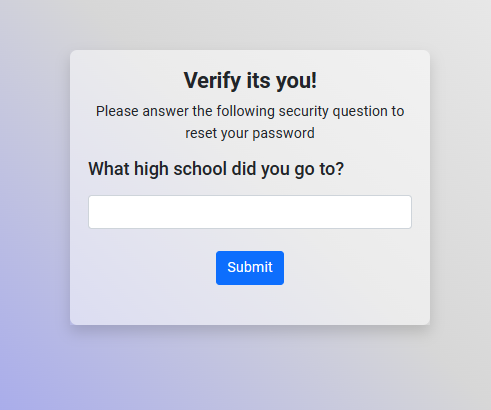 Verify its you!
Please answer the following security question to
reset your password
What high school did you go to?
Submit